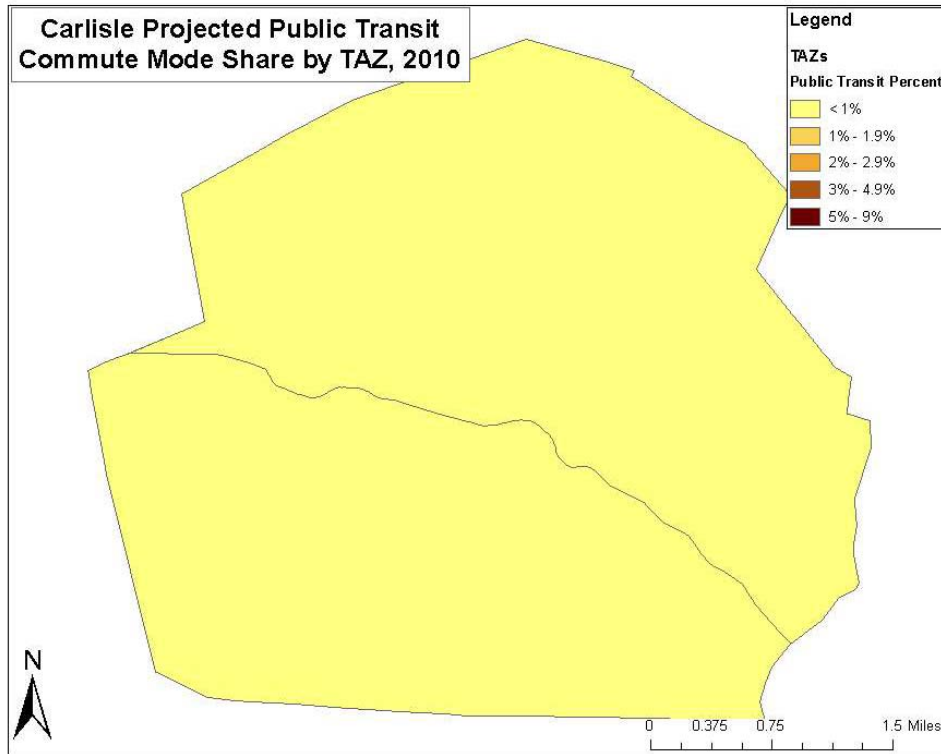 Carlisle Projected Public Transit
Commute Mode Share by TAZ, 2010
Legend
TAZs
Public Transit Percent
< 1%
1% - 1.9%
2% - 2.9%
3% - 4.9%
5% - 9%
N
0 0.375 0.75 1.5 Miles